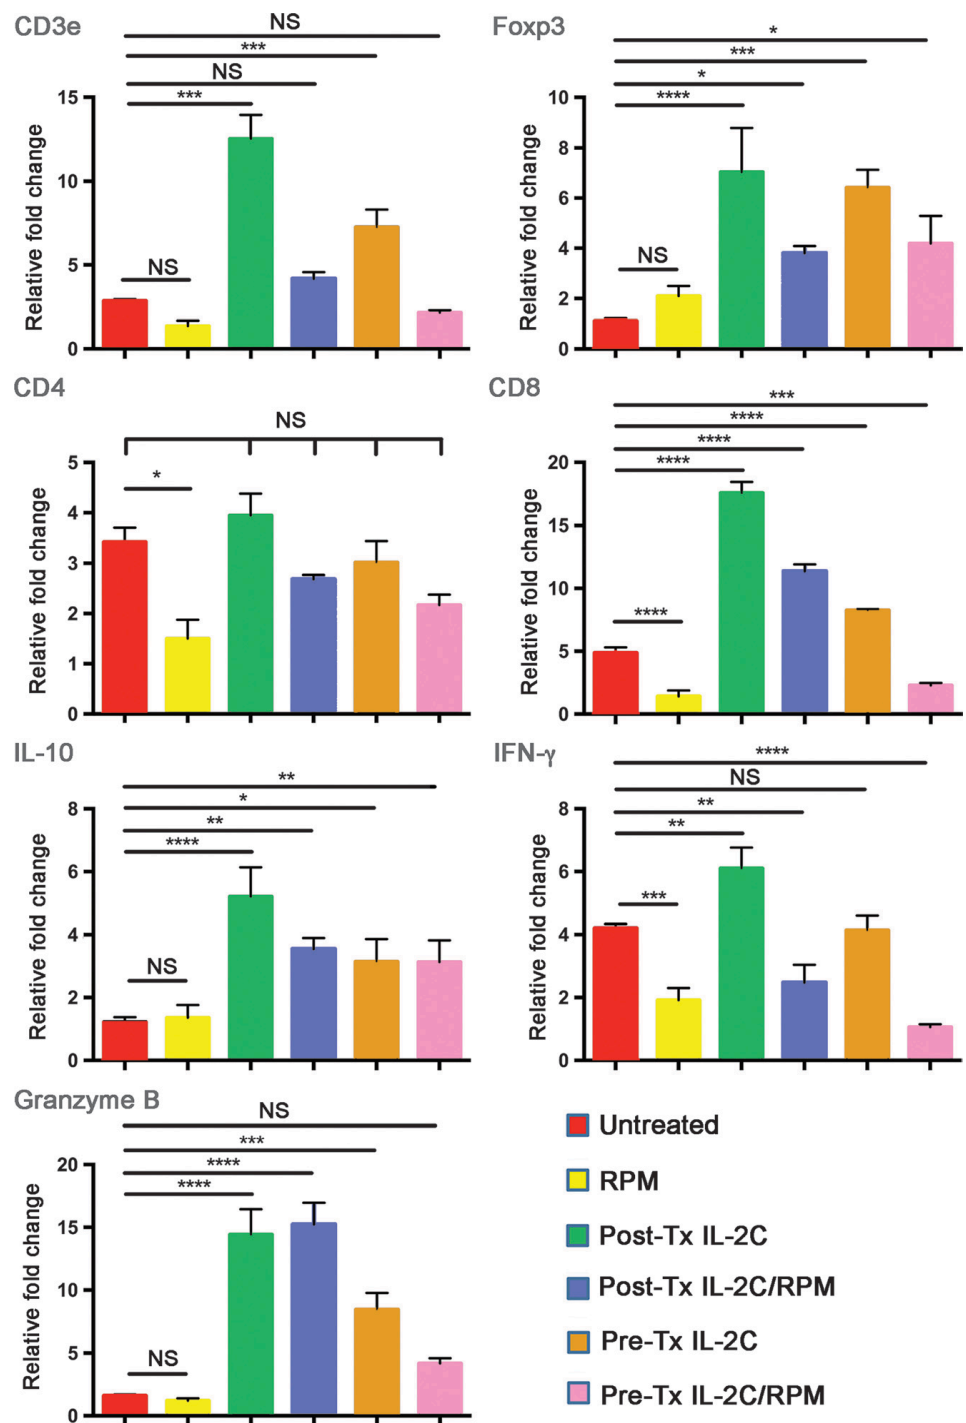 CD3e
NS
***
NS
***
15
10
5
0
Relative fold change
NS
Foxp3
*
***
*
****
10
8
6
4
2
0
Relative fold change
NS
CD4
NS
5
4
3
2
1
0
Relative fold change
*
CD8
***
****
****
****
20
15
10
5
0
Relative fold change
****
IL-10
**
*
**
****
8
6
4
2
0
Relative fold change
NS
IFN-γ
****
NS
**
**
8
6
4
2
0
Relative fold change
***
Granzyme B
NS
***
****
****
20
15
10
5
0
Relative fold change
NS
Untreated
RPM
Post-Tx IL-2C
Post-Tx IL-2C/RPM
Pre-Tx IL-2C
Pre-Tx IL-2C/RPM